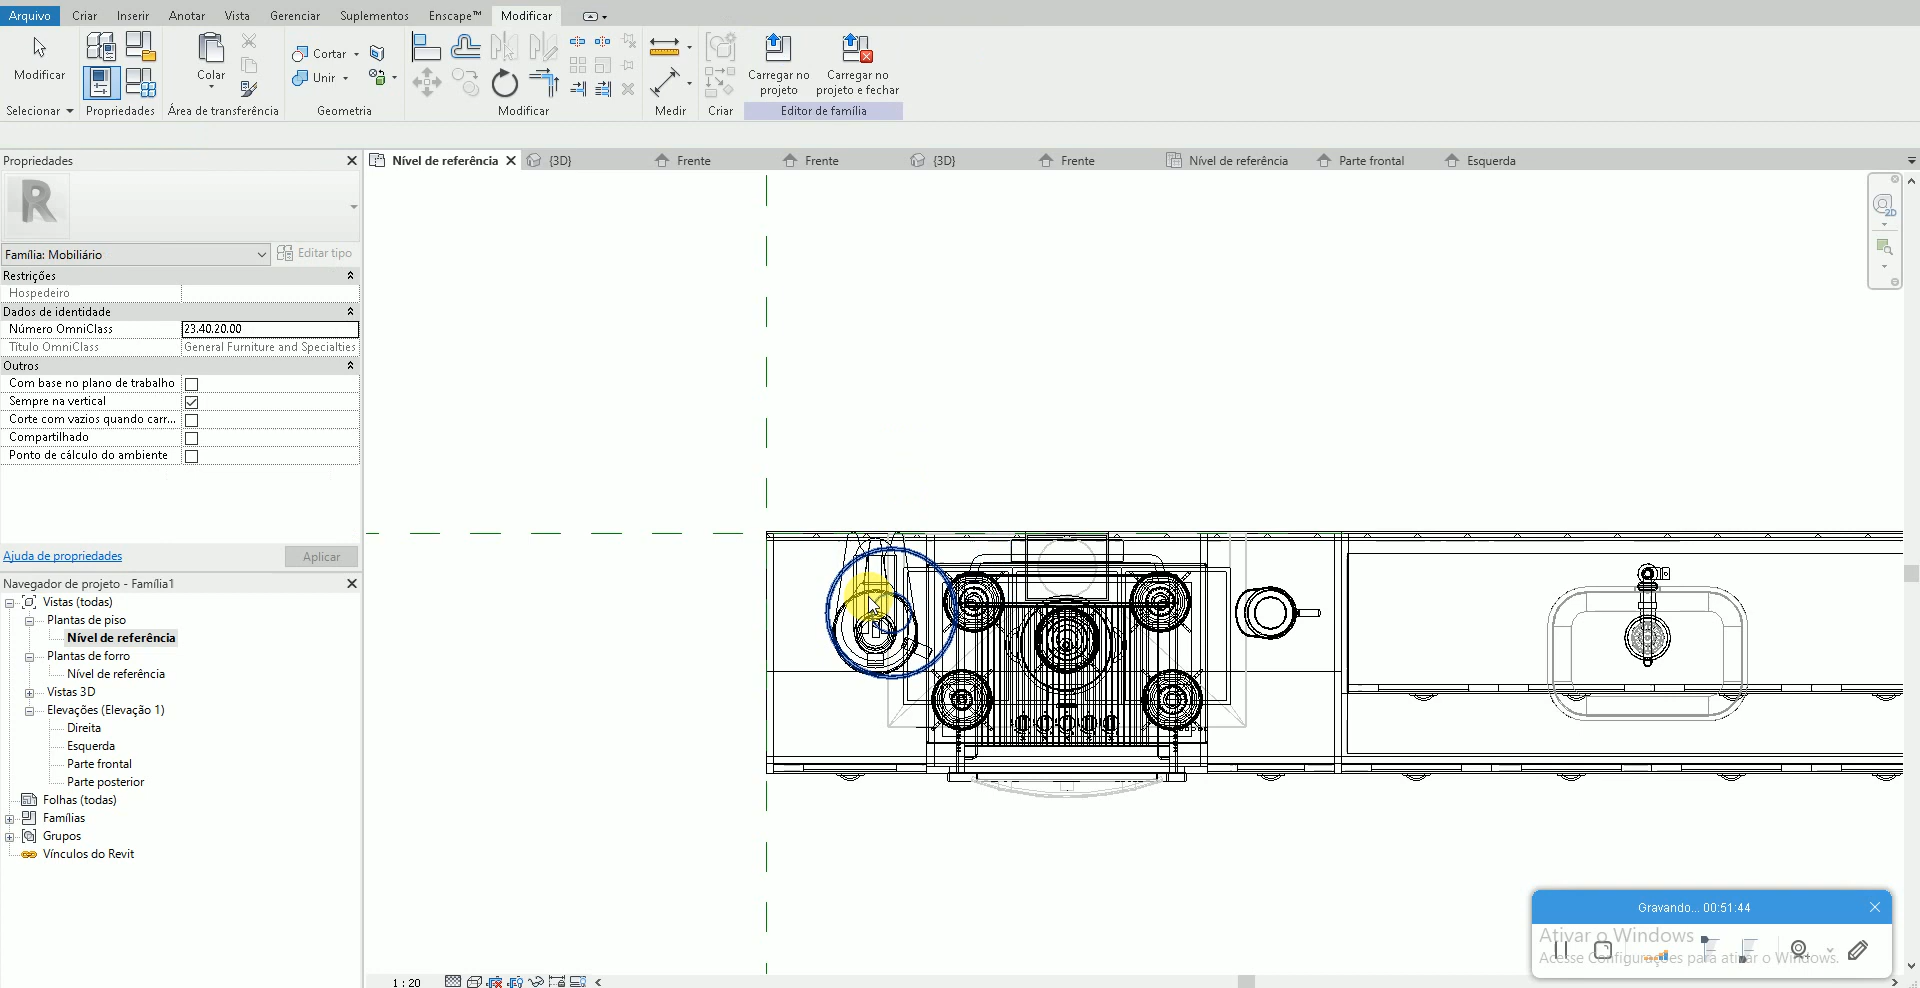 Arquivo Criar Inserir Anotar Vista Gerenciar Suplementos Enscape™ Modificar
Modificar
Colar
Cortar
Unir
Carregar no projeto
Carregar no projeto e fechar
Selecionar Propriedades Área de transferência Geometria Modificar Medir Criar Editor de família
Propriedades
Nível de referência {3D} Frente Frente {3D} Frente Nível de referência Parte frontal Esquerda
R
2D
Família: Mobiliário Editar tipo
Restrições
Hospedeiro
Dados de identidade
Número OmniClass 23.40.20.00
Título OmniClass General Furniture and Specialties
Outros
Com base no plano de trabalho
Sempre na vertical
Corte com vazios quando carr...
Compartilhado
Ponto de cálculo do ambiente
Ajuda de propriedades Aplicar
Navegador de projeto - Família1
Vistas (todas)
Plantas de piso
Nível de referência
Plantas de forro
Nível de referência
Vistas 3D
Elevações (Elevação 1)
Direita
Esquerda
Parte frontal
Parte posterior
Folhas (todas)
Famílias
Grupos
Vínculos do Revit
Gravando... 00:51:44
Ativar o Windows
Acesse Configurações para ativar o Windows.
1 : 20